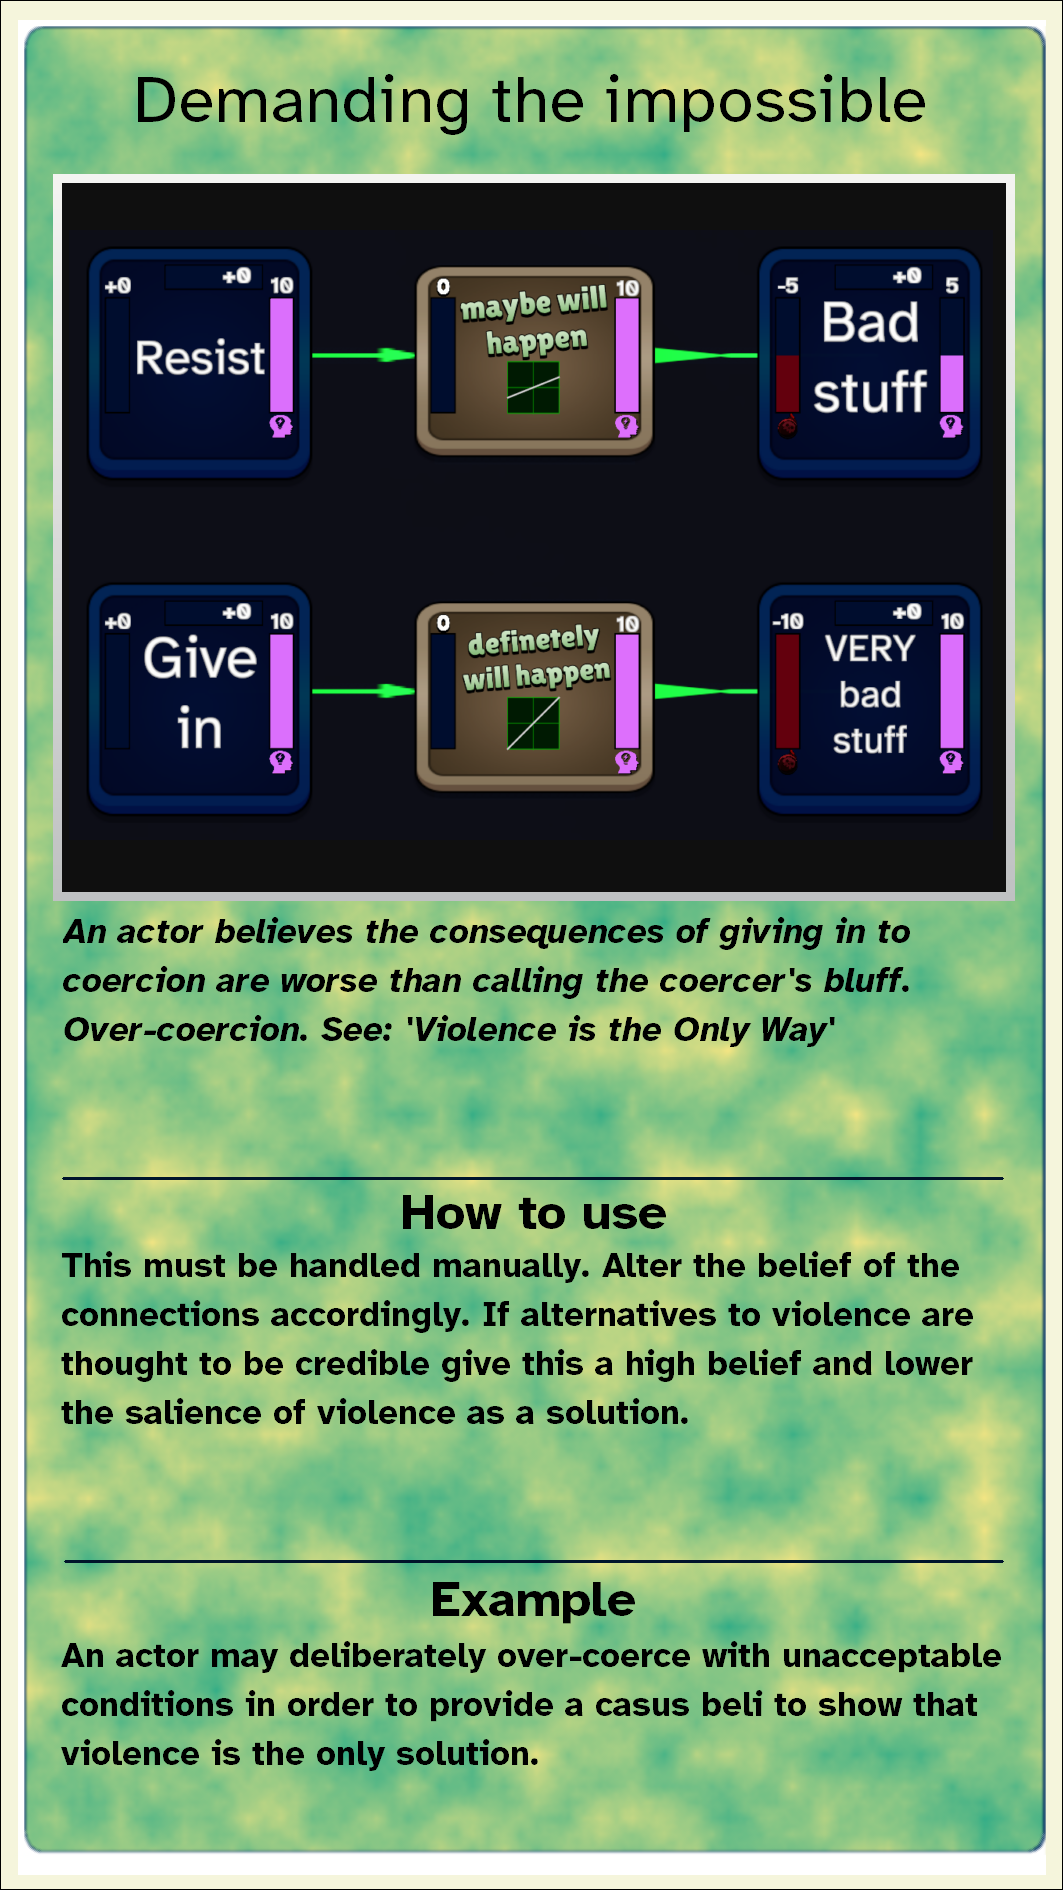 Demanding the impossible
+0 +0 10
Resist
0 10
maybe will
happen
-5 +0 5
Bad
stuff
+0 +0 10
Give
in
0 10
definetely
will happen
-10 +0 10
VERY
bad
stuff
An actor believes the consequences of giving in to
coercion are worse than calling the coercer's bluff.
Over-coercion. See: 'Violence is the Only Way'
How to use
This must be handled manually. Alter the belief of the
connections accordingly. If alternatives to violence are
thought to be credible give this a high belief and lower
the salience of violence as a solution.
Example
An actor may deliberately over-coerce with unacceptable
conditions in order to provide a casus beli to show that
violence is the only solution.